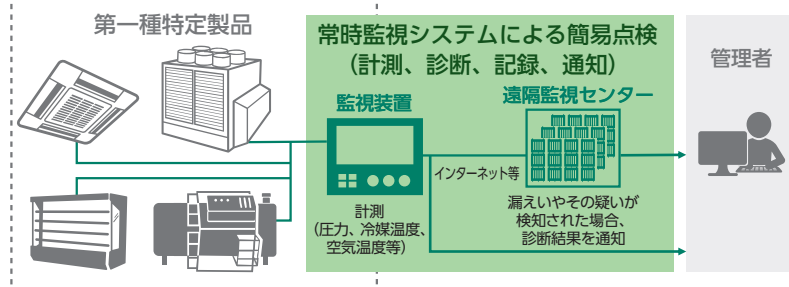 第一種特定製品
常時監視システムによる簡易点検
（計測、診断、記録、通知）
管理者
監視装置
遠隔監視センター
インターネット等
計測
（圧力、冷媒温度、
空気温度等）
漏えいやその疑いが
検知された場合、
診断結果を通知